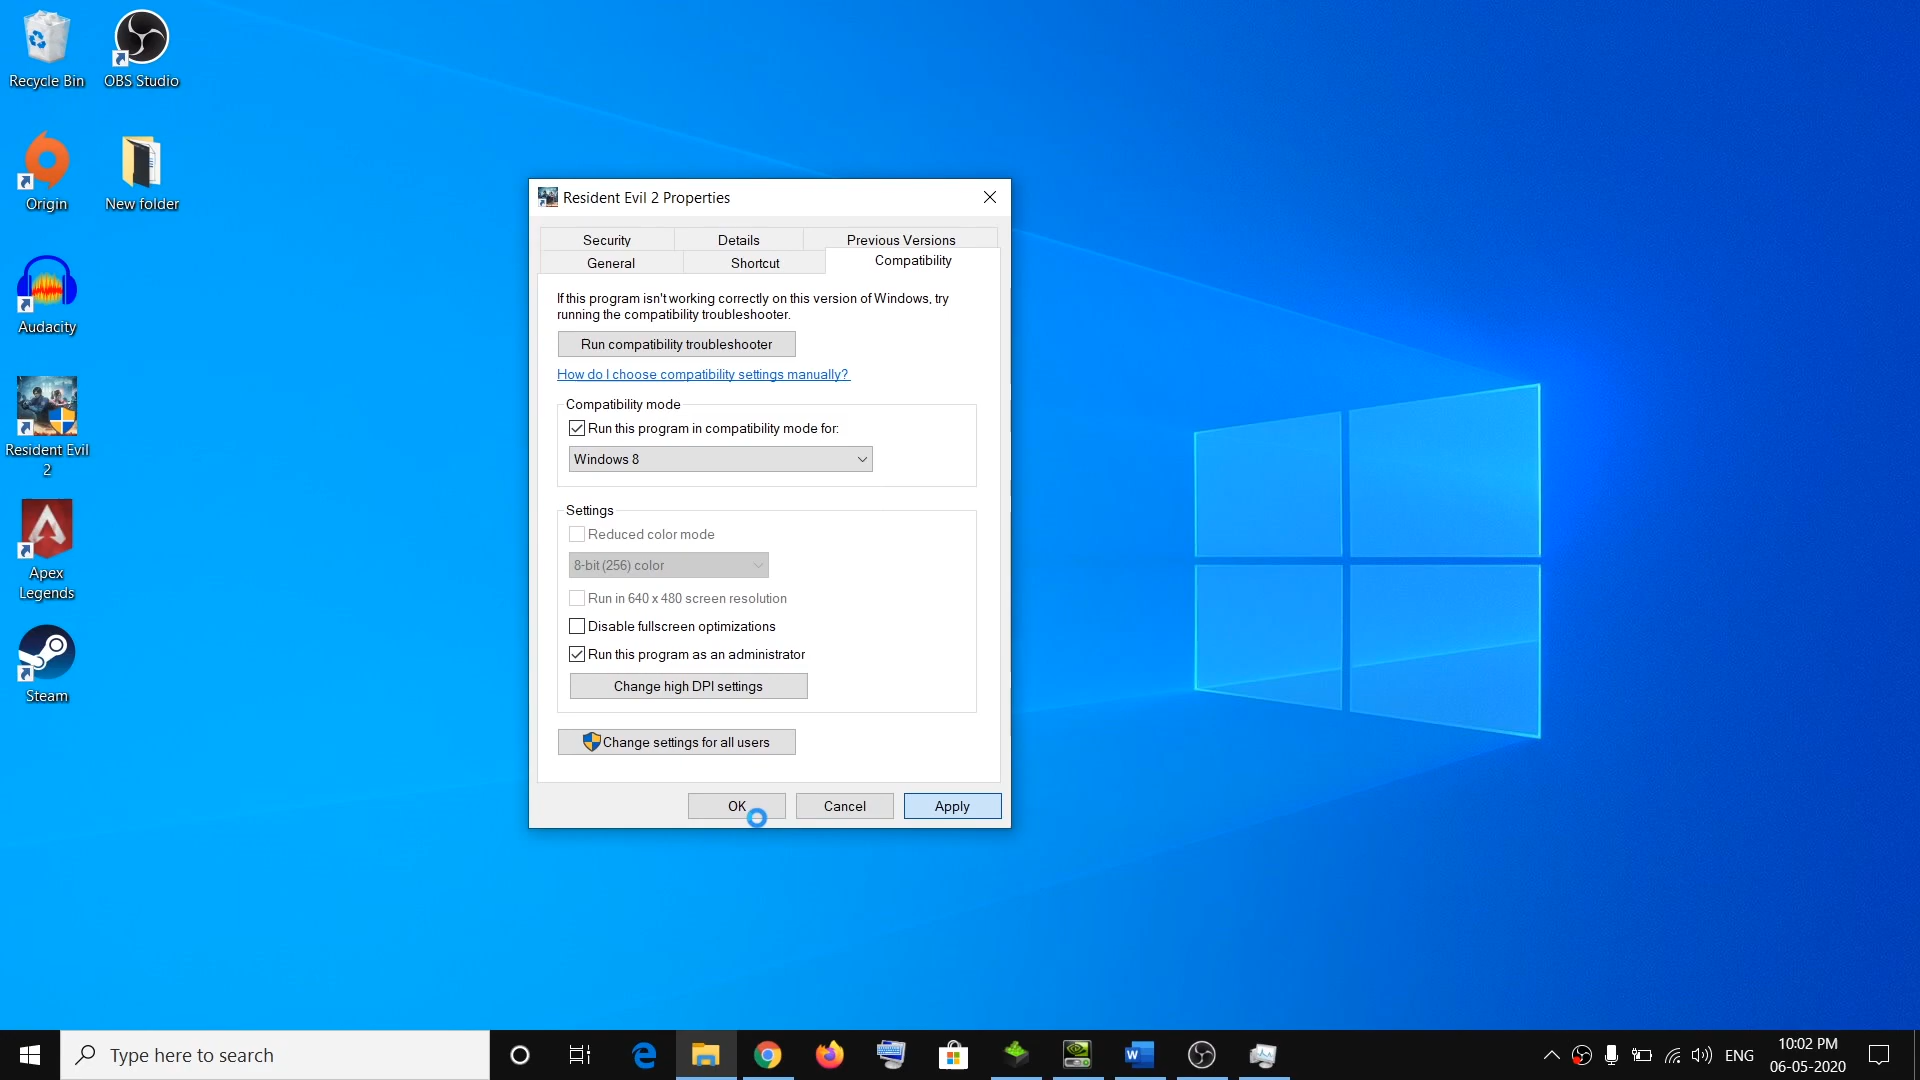 Recycle Bin
OBS Studio
Origin
New folder
Audacity
Resident Evil
2
Apex
Legends
Steam
Resident Evil 2 Properties
Security
Details
Previous Versions
General
Shortcut
Compatibility
If this program isn't working correctly on this version of Windows, try
running the compatibility troubleshooter.
Run compatibility troubleshooter
How do I choose compatibility settings manually?
Compatibility mode
Run this program in compatibility mode for:
Windows 8
Settings
Reduced color mode
8-bit (256) color
Run in 640 x 480 screen resolution
Disable fullscreen optimizations
Run this program as an administrator
Change high DPI settings
Change settings for all users
OK
Cancel
Apply
Type here to search
ENG
10:02 PM
06-05-2020